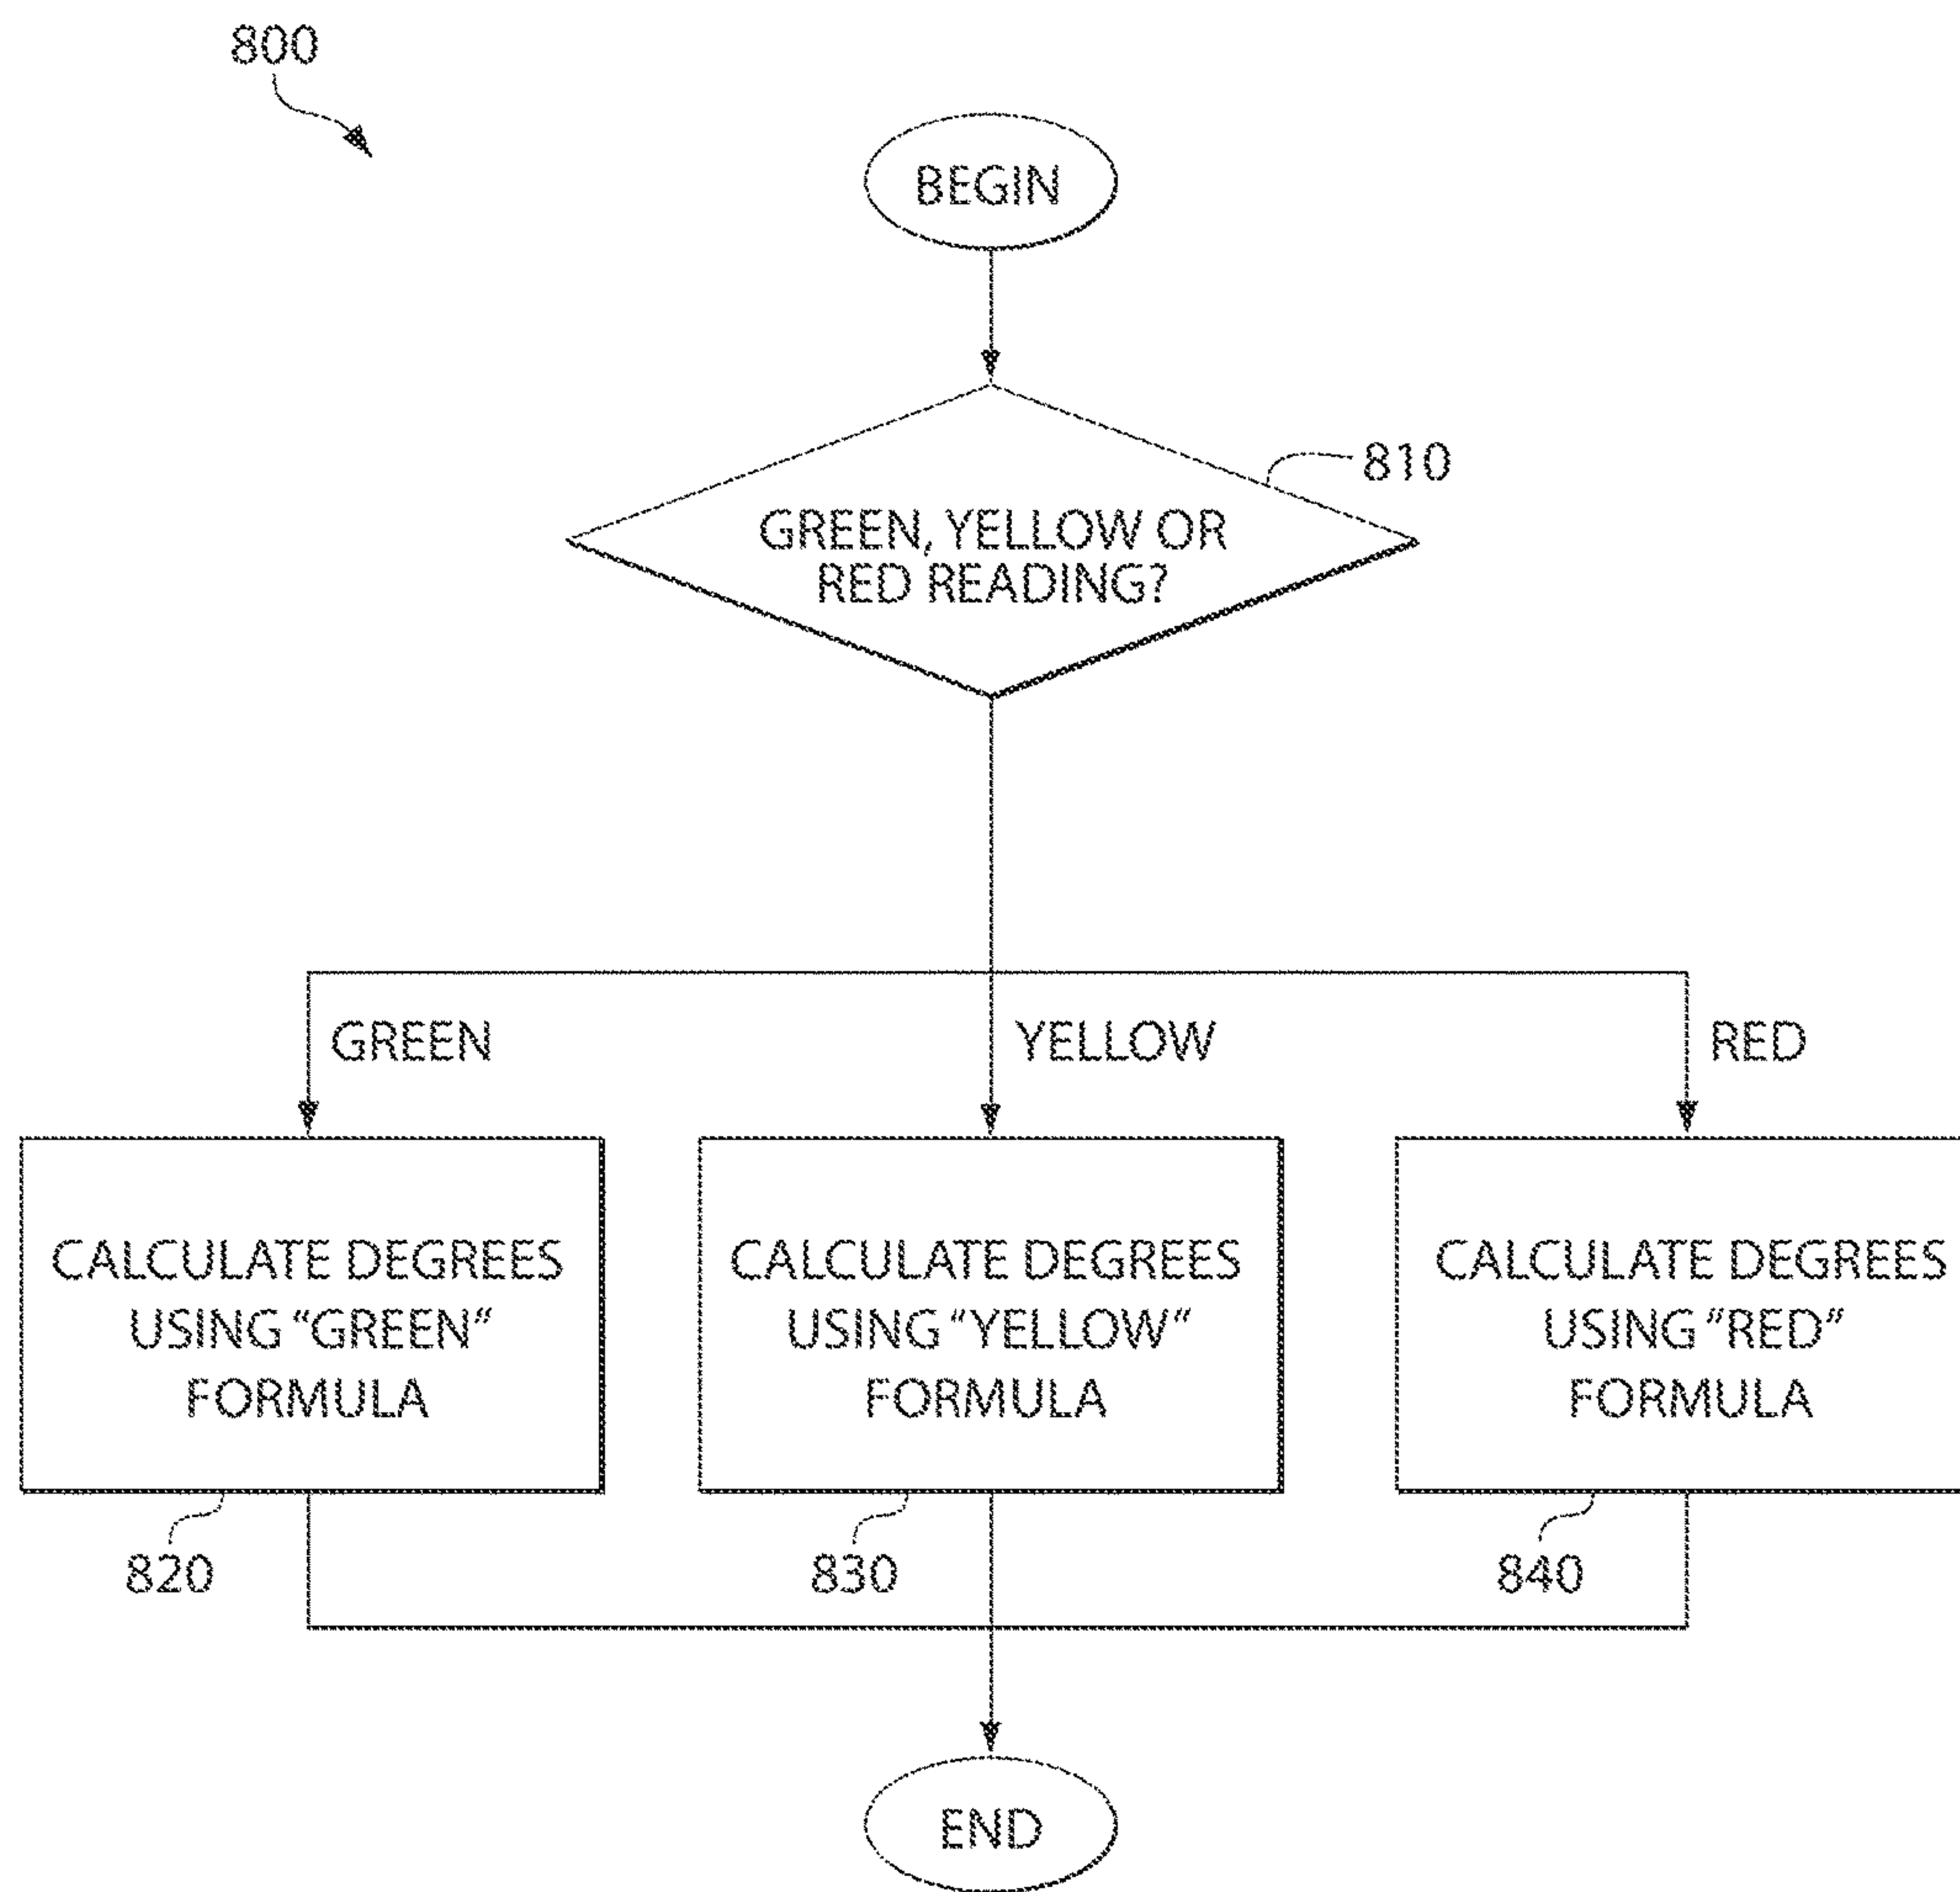 800
BEGIN
810
GREEN, YELLOW OR
RED READING?
GREEN
YELLOW
RED
CALCULATE DEGREES
USING "GREEN"
FORMULA
CALCULATE DEGREES
USING "YELLOW"
FORMULA
CALCULATE DEGREES
USING "RED"
FORMULA
820
830
840
END